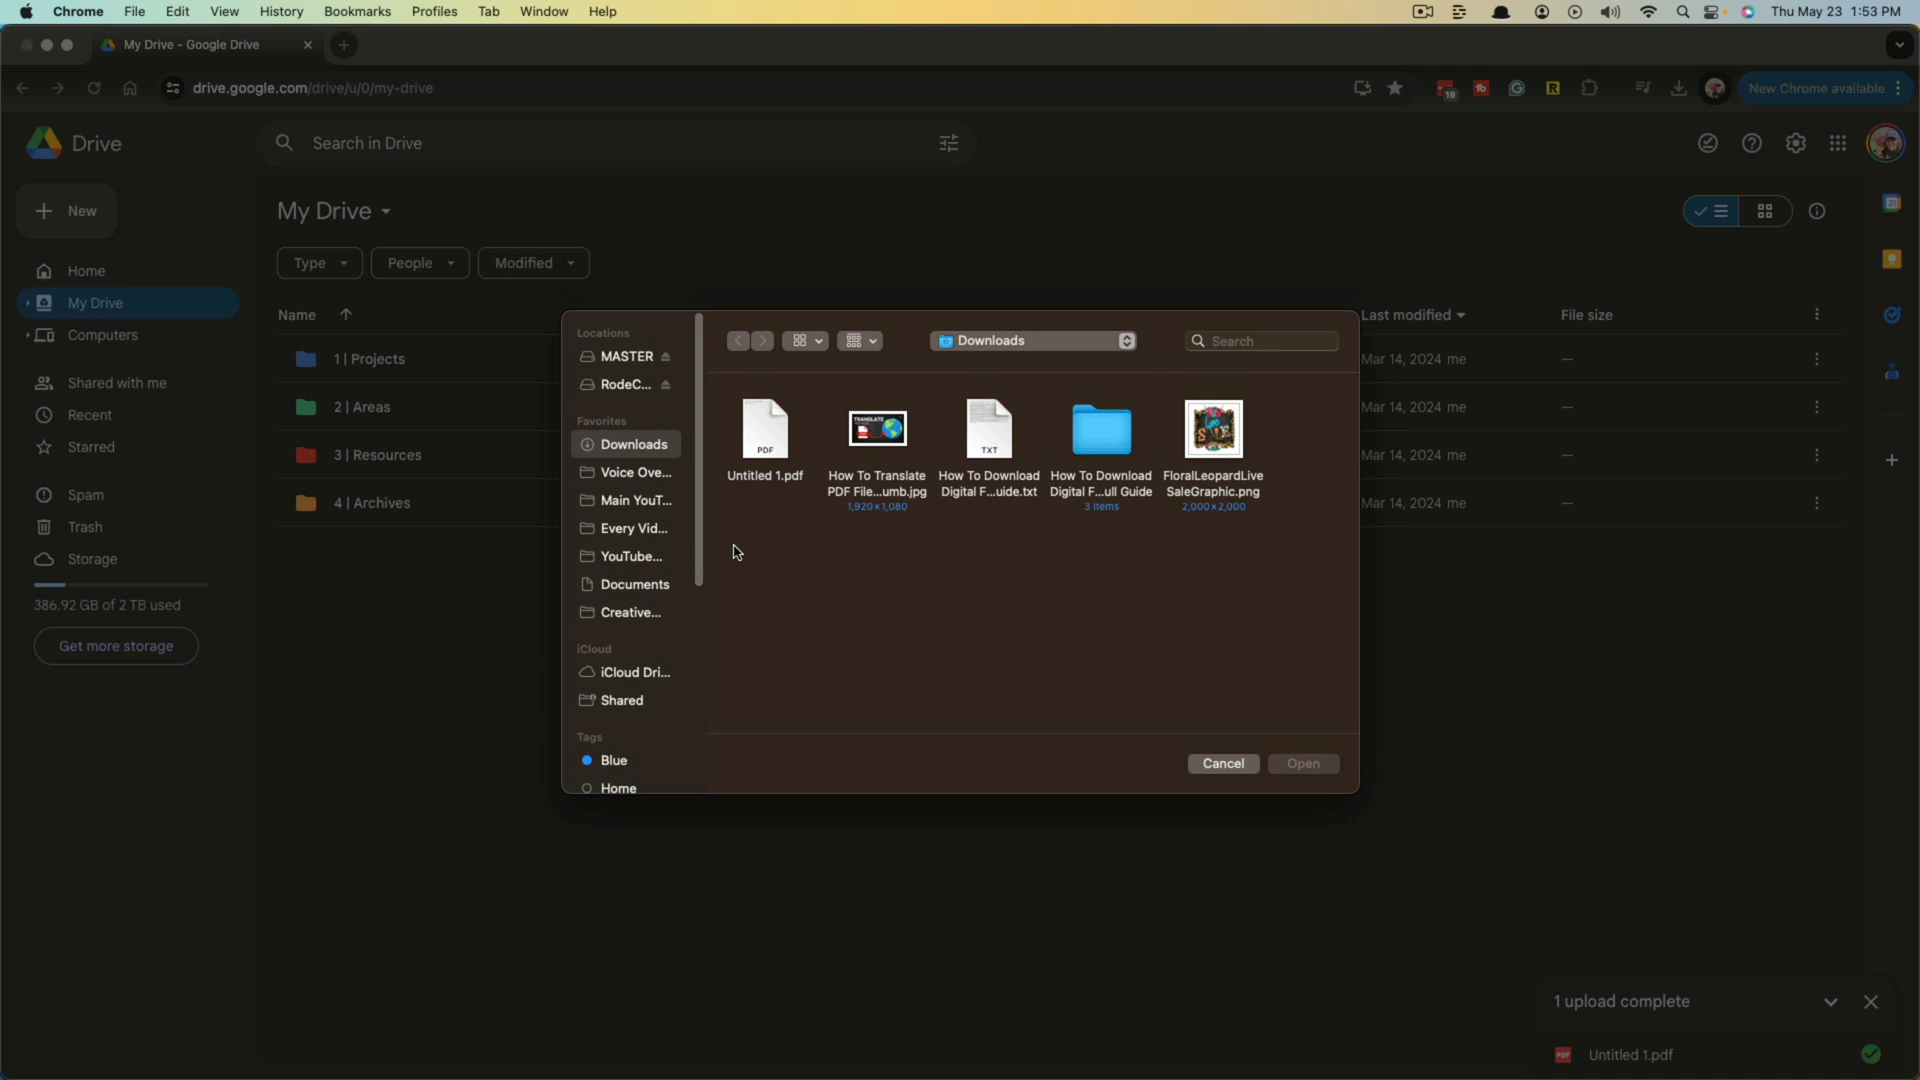 Chrome File Edit View History Bookmarks Profiles Tab Window Help Thu May 23 1:53 PM
My Drive - Google Drive
drive.google.com/drive/u/0/my-drive
19
New Chrome available
Drive
Search in Drive
New
My Drive
Type
People
Modified
Home
My Drive
Computers
Shared with me
Recent
Starred
Spam
Trash
Storage
386.92 GB of 2 TB used
Get more storage
Name
Last modified
File size
1 | Projects
Mar 14, 2024 me
—
2 | Areas
Mar 14, 2024 me
—
3 | Resources
Mar 14, 2024 me
—
4 | Archives
Mar 14, 2024 me
—
Locations
MASTER
RodeC...
Favorites
Downloads
Voice Ove...
Main YouT...
Every Vid...
YouTube...
Documents
Creative...
iCloud
iCloud Dri...
Shared
Tags
Blue
Home
Downloads
Search
PDF
Untitled 1.pdf
TRANSLATE
How To Translate
PDF File...umb.jpg
1,920×1,080
TXT
How To Download
Digital F...uide.txt
How To Download
Digital F...ull Guide
3 items
FloralLeopardLive
SaleGraphic.png
2,000×2,000
Cancel
Open
1 upload complete
PDF
Untitled 1.pdf
31